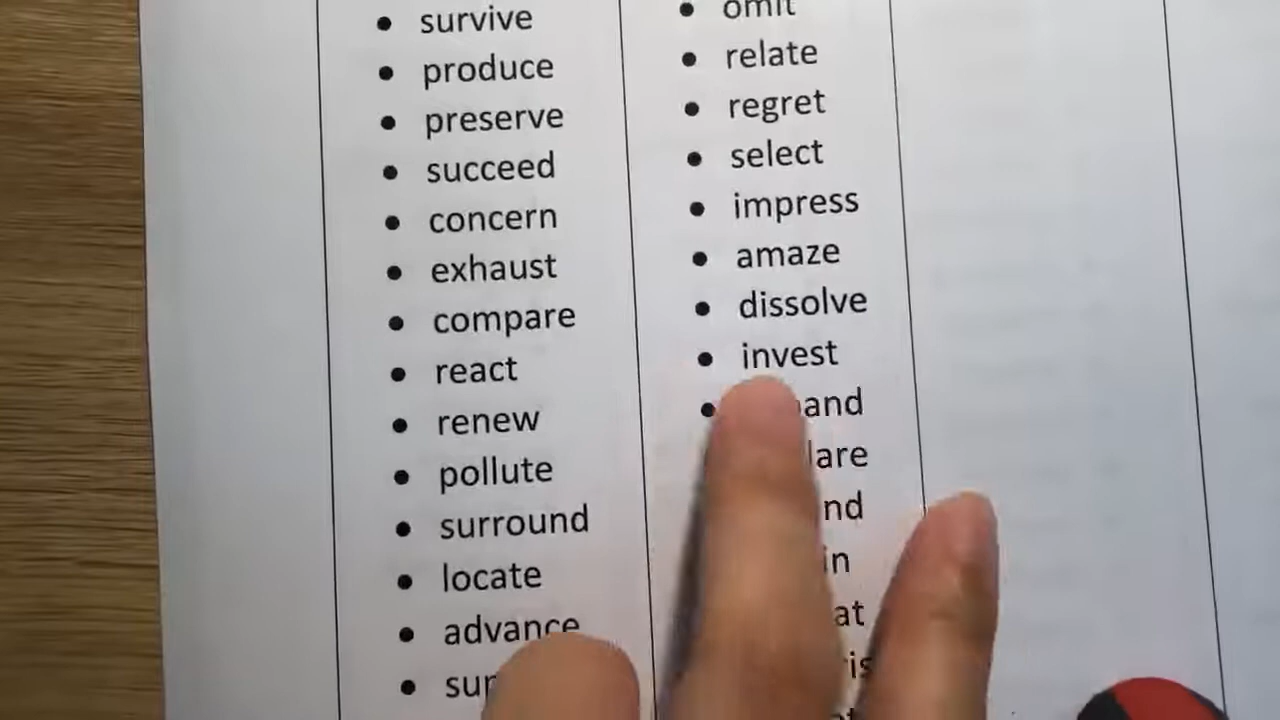 survive
produce
preserve
succeed
concern
exhaust
compare
react
renew
pollute
surround
locate
advance
omit
relate
regret
select
impress
amaze
dissolve
invest